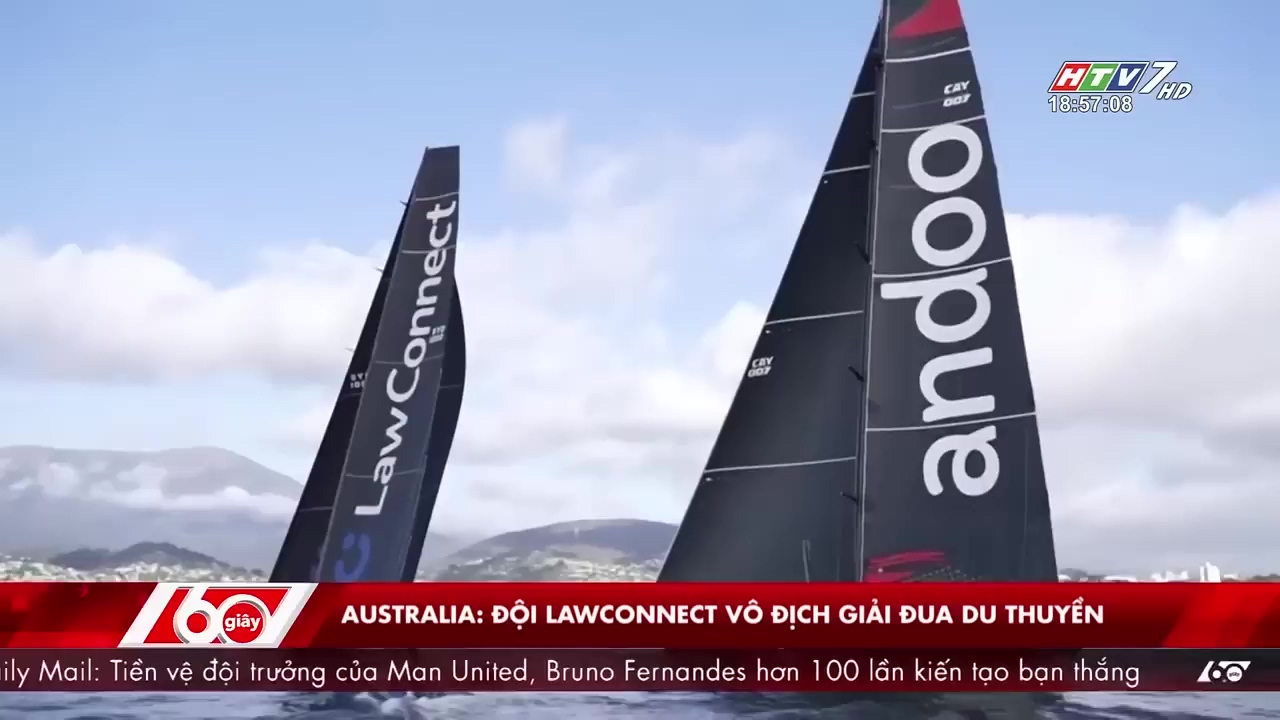 HTV7 HD
18:57:08
CAY
007
andoo
LawConnect
CAY
007
60 giây
AUSTRALIA: ĐỘI LAWCONNECT VÔ ĐỊCH GIẢI ĐUA DU THUYỀN
ily Mail: Tiền vệ đội trưởng của Man United, Bruno Fernandes hơn 100 lần kiến tạo bạn thắng
60 giây